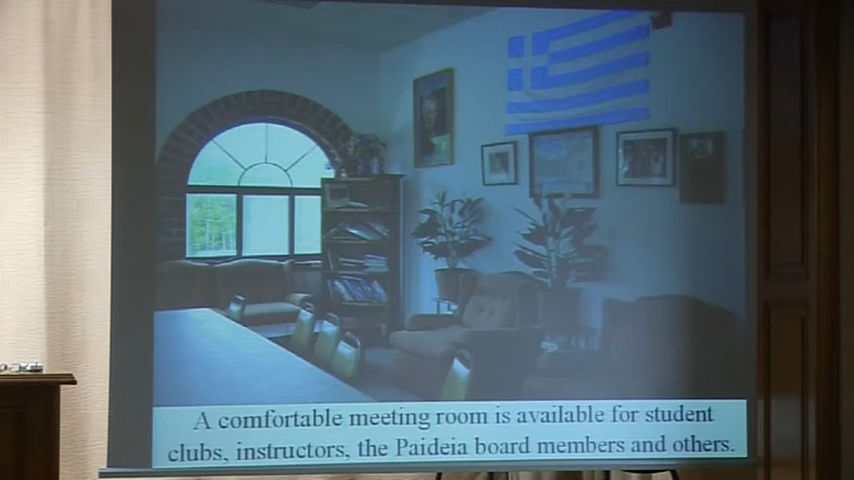 A comfortable meeting room is available for student
clubs, instructors, the Paideia board members and others.